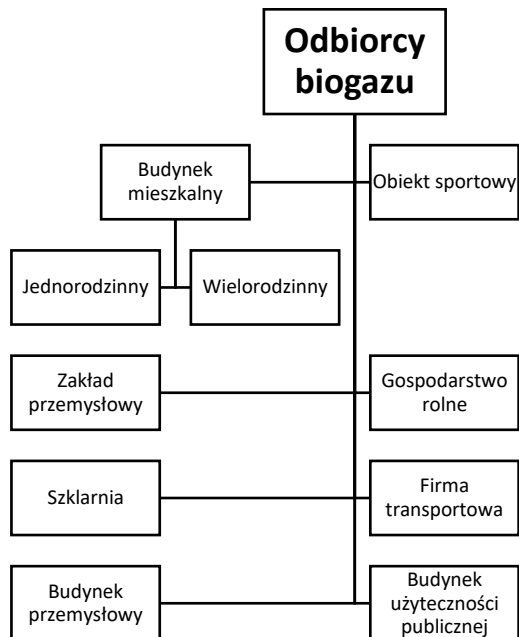 Odbiorcy
biogazu
Budynek
mieszkalny
Obiekt sportowy
Jednorodzinny
Wielorodzinny
Zakład
przemysłowy
Gospodarstwo
rolne
Szklarnia
Firma
transportowa
Budynek
przemysłowy
Budynek
użyteczności
publicznej